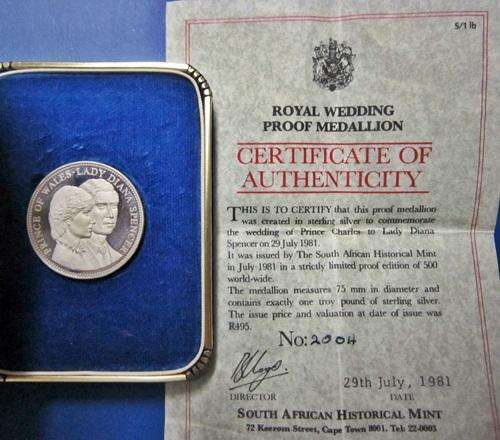 PRINCE OF WALES · LADY DIANA SPENCER
S/1 lb
ROYAL WEDDING
PROOF MEDALLION
CERTIFICATE OF
AUTHENTICITY
THIS IS TO CERTIFY that this proof medallion
was created in sterling silver to commemorate
the wedding of Prince Charles to Lady Diana
Spencer on 29 July 1981.
It was issued by The South African Historical Mint
in July 1981 in a strictly limited proof edition of 500
world-wide.
The medallion measures 75 mm in diameter and
contains exactly one troy pound of sterling silver.
The issue price and valuation at date of issue was
R495.
No: 2004
29th July, 1981
DIRECTOR DATE
SOUTH AFRICAN HISTORICAL MINT
72 Keerom Street, Cape Town 8001. Tel: 22-0803